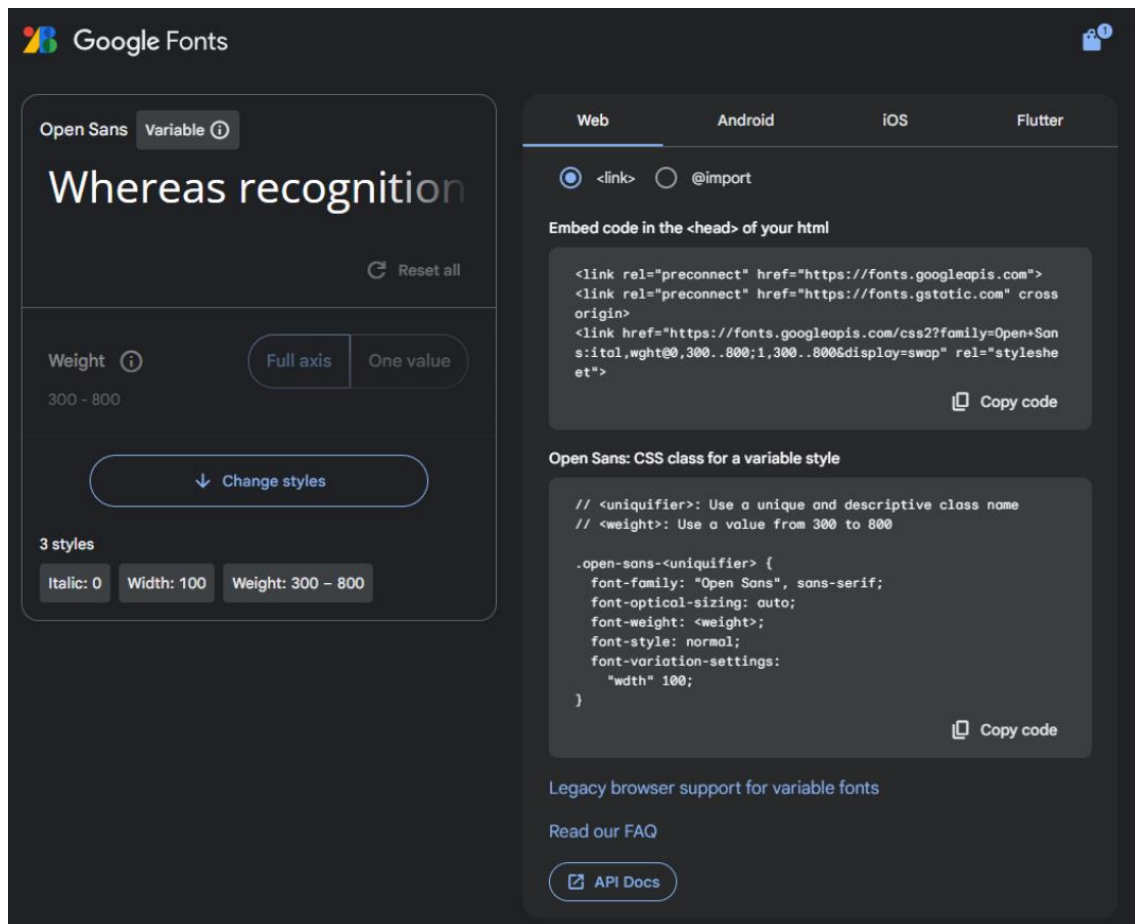 Google Fonts
1
Open Sans Variable
Whereas recognition
Reset all
Weight
Full axis One value
300 - 800
Change styles
3 styles
Italic: 0 Width: 100 Weight: 300 – 800
Web Android iOS Flutter
<link> @import
Embed code in the <head> of your html
<link rel="preconnect" href="https://fonts.googleapis.com">
<link rel="preconnect" href="https://fonts.gstatic.com" cross
origin>
<link href="https://fonts.googleapis.com/css2?family=Open+San
s:ital,wght@0,300..800;1,300..800&display=swap" rel="styleshe
et">
Copy code
Open Sans: CSS class for a variable style
// <uniquifier>: Use a unique and descriptive class name
// <weight>: Use a value from 300 to 800
.open-sans-<uniquifier> {
font-family: "Open Sans", sans-serif;
font-optical-sizing: auto;
font-weight: <weight>;
font-style: normal;
font-variation-settings:
"wdth" 100;
}
Copy code
Legacy browser support for variable fonts
Read our FAQ
API Docs